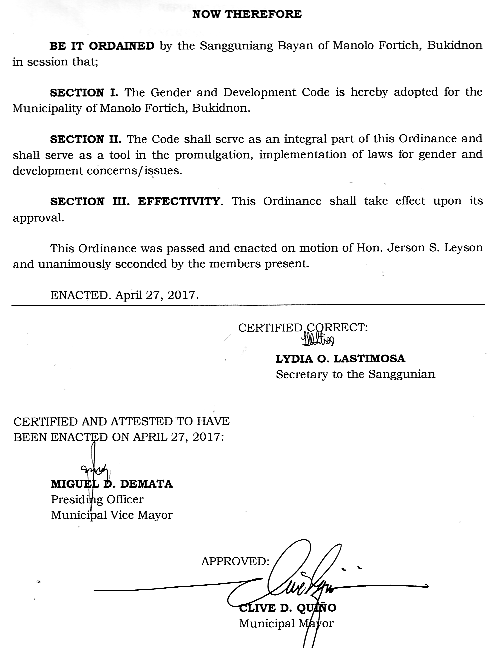 NOW THEREFORE
BE IT ORDAINED by the Sangguniang Bayan of Manolo Fortich, Bukidnon
in session that;
SECTION I. The Gender and Development Code is hereby adopted for the
Municipality of Manolo Fortich, Bukidnon.
SECTION II. The Code shall serve as an integral part of this Ordinance and
shall serve as a tool in the promulgation, implementation of laws for gender and
development concerns/issues.
SECTION III. EFFECTIVITY. This Ordinance shall take effect upon its
approval.
This Ordinance was passed and enacted on motion of Hon. Jerson S. Leyson
and unanimously seconded by the members present.
ENACTED. April 27, 2017.
CERTIFIED CORRECT:
LYDIA O. LASTIMOSA
Secretary to the Sanggunian
CERTIFIED AND ATTESTED TO HAVE
BEEN ENACTED ON APRIL 27, 2017:
MIGUEL D. DEMATA
Presiding Officer
Municipal Vice Mayor
APPROVED:
CLIVE D. QUIÑO
Municipal Mayor